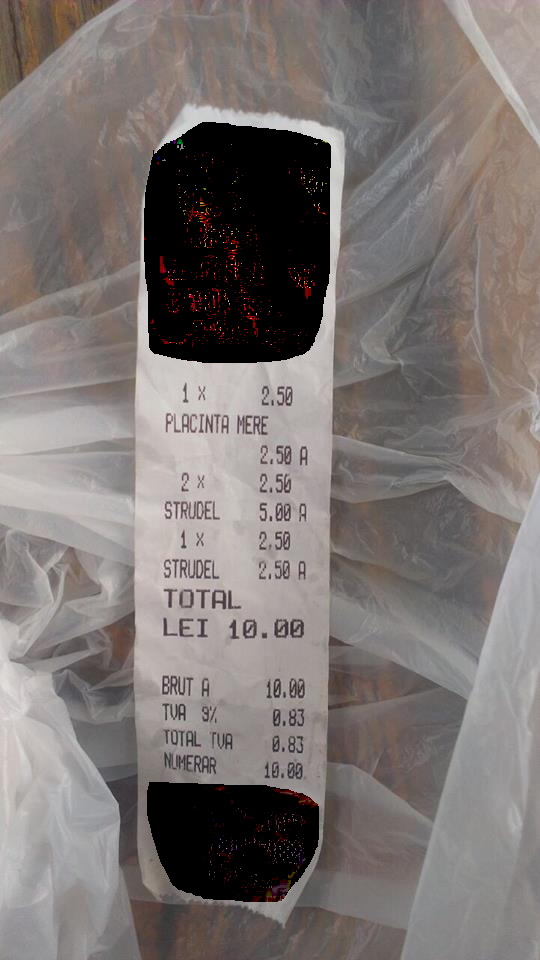 1 X 2.50
PLACINTA MERE
2.50 A
2 X 2.50
STRUDEL 5.00 A
1 X 2.50
STRUDEL 2.50 A
TOTAL
LEI 10.00
BRUT A 10.00
TVA 9% 0.83
TOTAL TVA 0.83
NUMERAR 10.00